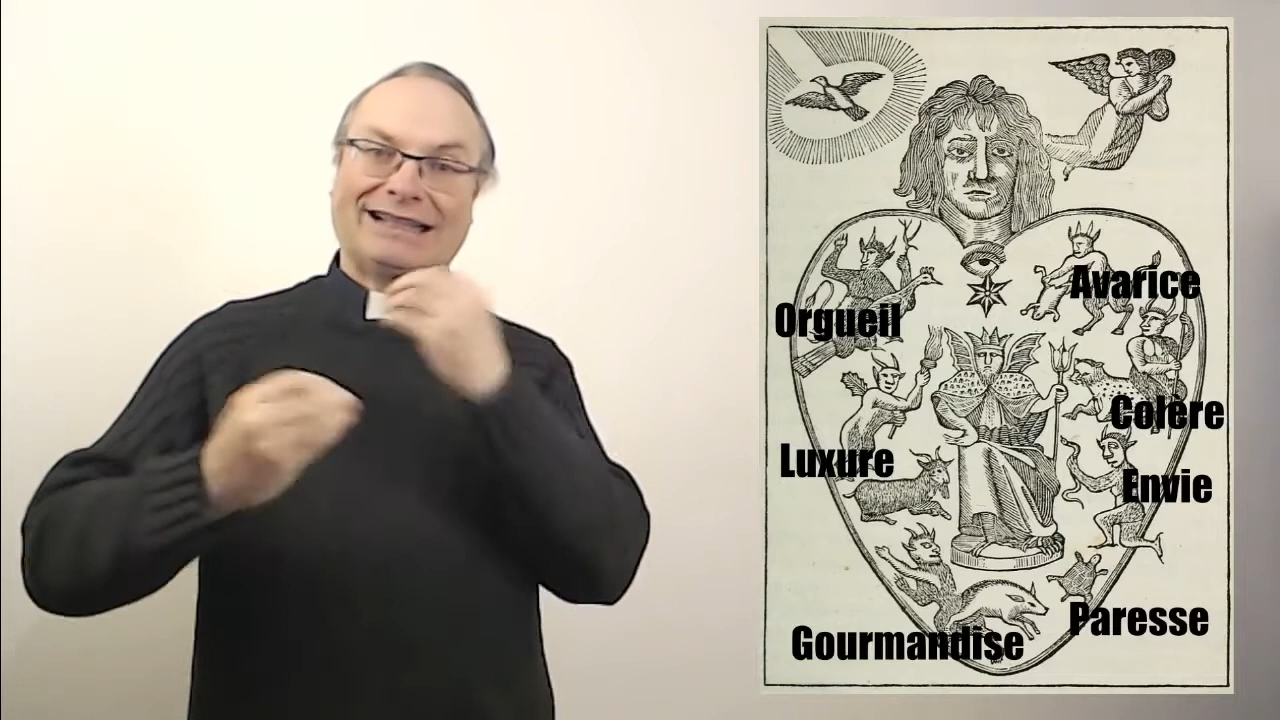 Avarice
Orgueil
Colère
Luxure
Envie
Paresse
Gourmandise